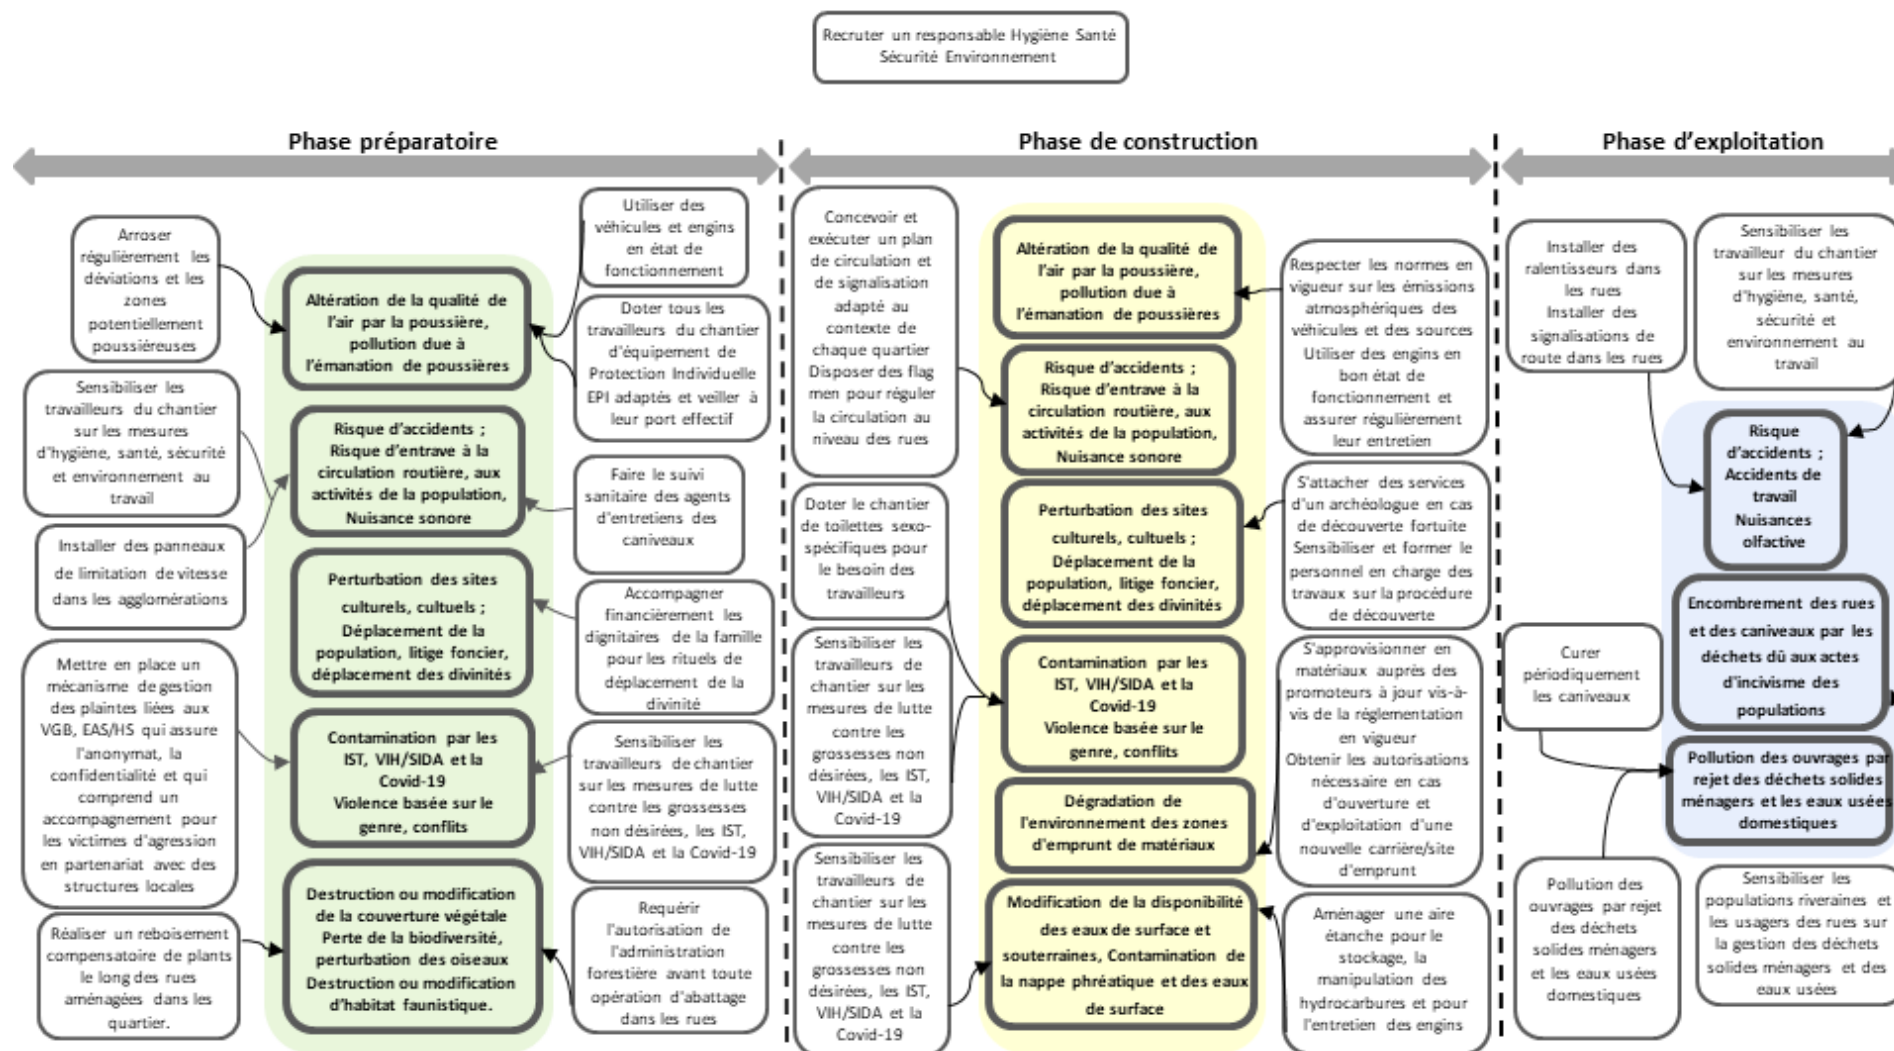 Recruter un responsable Hygiène Santé
Sécurité Environnement
Phase préparatoire
Arroser
régulièrement les
déviations et les
zones
potentiellement
poussiéreuses
Sensibiliser les
travailleurs du chantier
sur les mesures
d'hygiène, santé, sécurité
et environnement au
travail
Installer des panneaux
de limitation de vitesse
dans les agglomérations
Mettre en place un
mécanisme de gestion
des plaintes liées aux
VGB, EAS/HS qui assure
l'anonymat, la
confidentialité et qui
comprend un
accompagnement pour
les victimes d'agression
en partenariat avec des
structures locales
Réaliser un reboisement
compensatoire de plants
le long des rues
aménagées dans les
quartier.
Altération de la qualité de
l'air par la poussière,
pollution due à
l'émanation de poussières
Risque d'accidents ;
Risque d'entrave à la
circulation routière, aux
activités de la population,
Nuisance sonore
Perturbation des sites
culturels, cultuels ;
Déplacement de la
population, litige foncier,
déplacement des divinités
Contamination par les
IST, VIH/SIDA et la
Covid-19
Violence basée sur le
genre, conflits
Destruction ou modification
de la couverture végétale
Perte de la biodiversité,
perturbation des oiseaux
Destruction ou modification
d'habitat faunistique.
Utiliser des
véhicules et engins
en état de
fonctionnement
Doter tous les
travailleurs du chantier
d'équipement de
Protection Individuelle
EPI adaptés et veiller à
leur port effectif
Faire le suivi
sanitaire des agents
d'entretiens des
caniveaux
Accompagner
financièrement les
dignitaires de la famille
pour les rituels de
déplacement de la
divinité
Sensibiliser les
travailleurs de chantier
sur les mesures de lutte
contre les grossesses
non désirées, les IST,
VIH/SIDA et la Covid-19
Requérir
l'autorisation de
l'administration
forestière avant toute
opération d'abattage
dans les rues
Phase de construction
Concevoir et
exécuter un plan
de circulation et
de signalisation
adapté au
contexte de
chaque quartier
Disposer des flag
men pour réguler
la circulation au
niveau des rues
Doter le chantier
de toilettes sexo-
spécifiques pour
le besoin des
travailleurs
Sensibiliser les
travailleurs de
chantier sur les
mesures de lutte
contre les
grossesses non
désirées, les IST,
VIH/SIDA et la
Covid-19
Sensibiliser les
travailleurs de
chantier sur les
mesures de lutte
contre les
grossesses non
désirées, les IST,
VIH/SIDA et la
Covid-19
Altération de la qualité de
l'air par la poussière,
pollution due à
l'émanation de poussières
Risque d'accidents ;
Risque d'entrave à la
circulation routière, aux
activités de la population,
Nuisance sonore
Perturbation des sites
culturels, cultuels ;
Déplacement de la
population, litige foncier,
déplacement des divinités
Contamination par les
IST, VIH/SIDA et la
Covid-19
Violence basée sur le
genre, conflits
Dégradation de
l'environnement des zones
d'emprunt de matériaux
Modification de la disponibilité
des eaux de surface et
souterraines, Contamination de
la nappe phréatique et des eaux
de surface
Respecter les normes en
vigueur sur les émissions
atmosphériques des
véhicules et des sources
Utiliser des engins en
bon état de
fonctionnement et
assurer régulièrement
leur entretien
S'attacher des services
d'un archéologue en cas
de découverte fortuite
Sensibiliser et former le
personnel en charge des
travaux sur la procédure
de découverte
S'approvisionner en
matériaux auprès des
promoteurs à jour vis-à-
vis de la réglementation
en vigueur
Obtenir les autorisations
nécessaire en cas
d'ouverture et
d'exploitation d'une
nouvelle carrière/site
d'emprunt
Aménager une aire
étanche pour le
stockage, la
manipulation des
hydrocarbures et pour
l'entretien des engins
Phase d'exploitation
Installer des
ralentisseurs dans
les rues
Installer des
signalisations de
route dans les rues
Sensibiliser les
travailleur du chantier
sur les mesures
d'hygiène, santé,
sécurité et
environnement au
travail
Risque
d'accidents ;
Accidents de
travail
Nuisances
olfactive
Encombrement des rues
et des caniveaux par les
déchets dû aux actes
d'incivisme des
populations
Curer
périodiquement
les caniveaux
Pollution des ouvrages par
rejet des déchets solides
ménagers et les eaux usées
domestiques
Pollution des
ouvrages par rejet
des déchets
solides ménagers
et les eaux usées
domestiques
Sensibiliser les
populations riveraines et
les usagers des rues sur
la gestion des déchets
solides ménagers et des
eaux usées